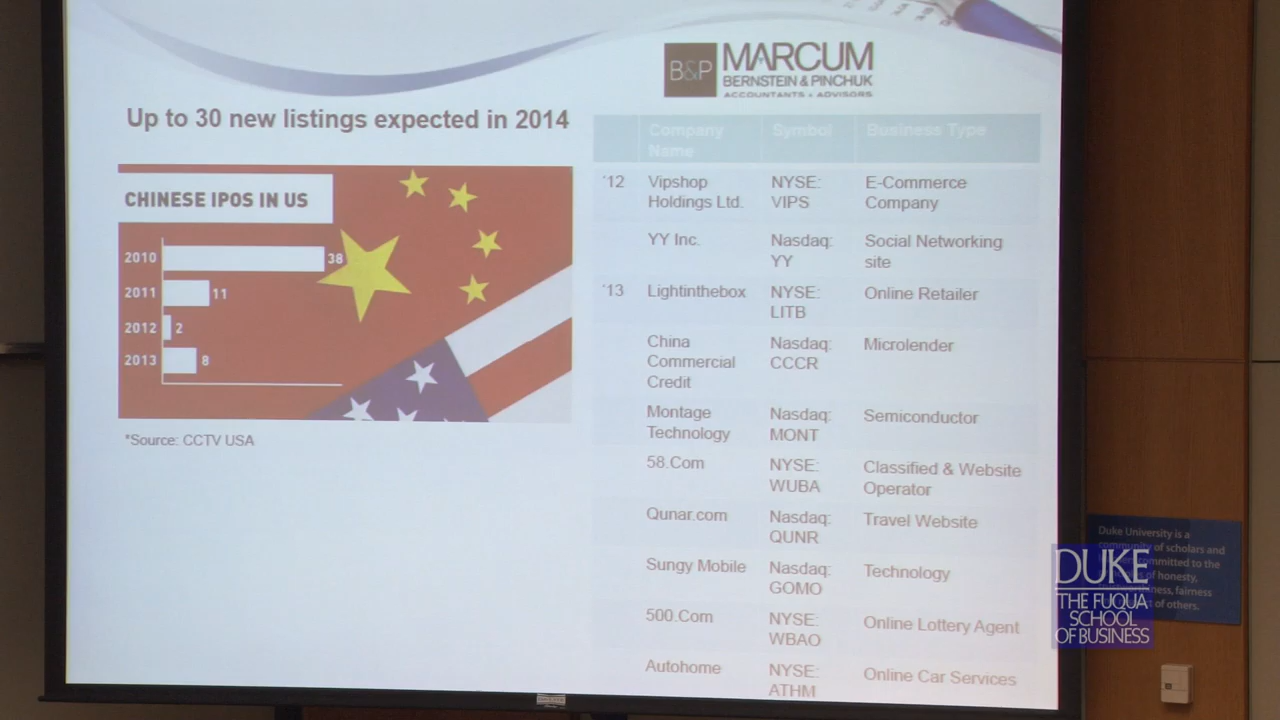 B&P
MARCUM
BERNSTEIN & PINCHUK
ACCOUNTANTS ▪ ADVISORS
Up to 30 new listings expected in 2014
CHINESE IPOS IN US
2010 38
2011 11
2012 2
2013 8
*Source: CCTV USA
Company
Name
Symbol
Business Type
'12
Vipshop
Holdings Ltd.
NYSE:
VIPS
E-Commerce
Company
YY Inc.
Nasdaq:
YY
Social Networking
site
'13
Lightinthebox
NYSE:
LITB
Online Retailer
China
Commercial
Credit
Nasdaq:
CCCR
Microlender
Montage
Technology
Nasdaq:
MONT
Semiconductor
58.Com
NYSE:
WUBA
Classified & Website
Operator
Qunar.com
Nasdaq:
QUNR
Travel Website
Sungy Mobile
Nasdaq:
GOMO
Technology
500.Com
NYSE:
WBAO
Online Lottery Agent
Autohome
NYSE:
ATHM
Online Car Services
Duke University is a
community of scholars and
committed to the
of honesty,
fairness
of others.
DUKE
THE FUQUA
SCHOOL
OF BUSINESS